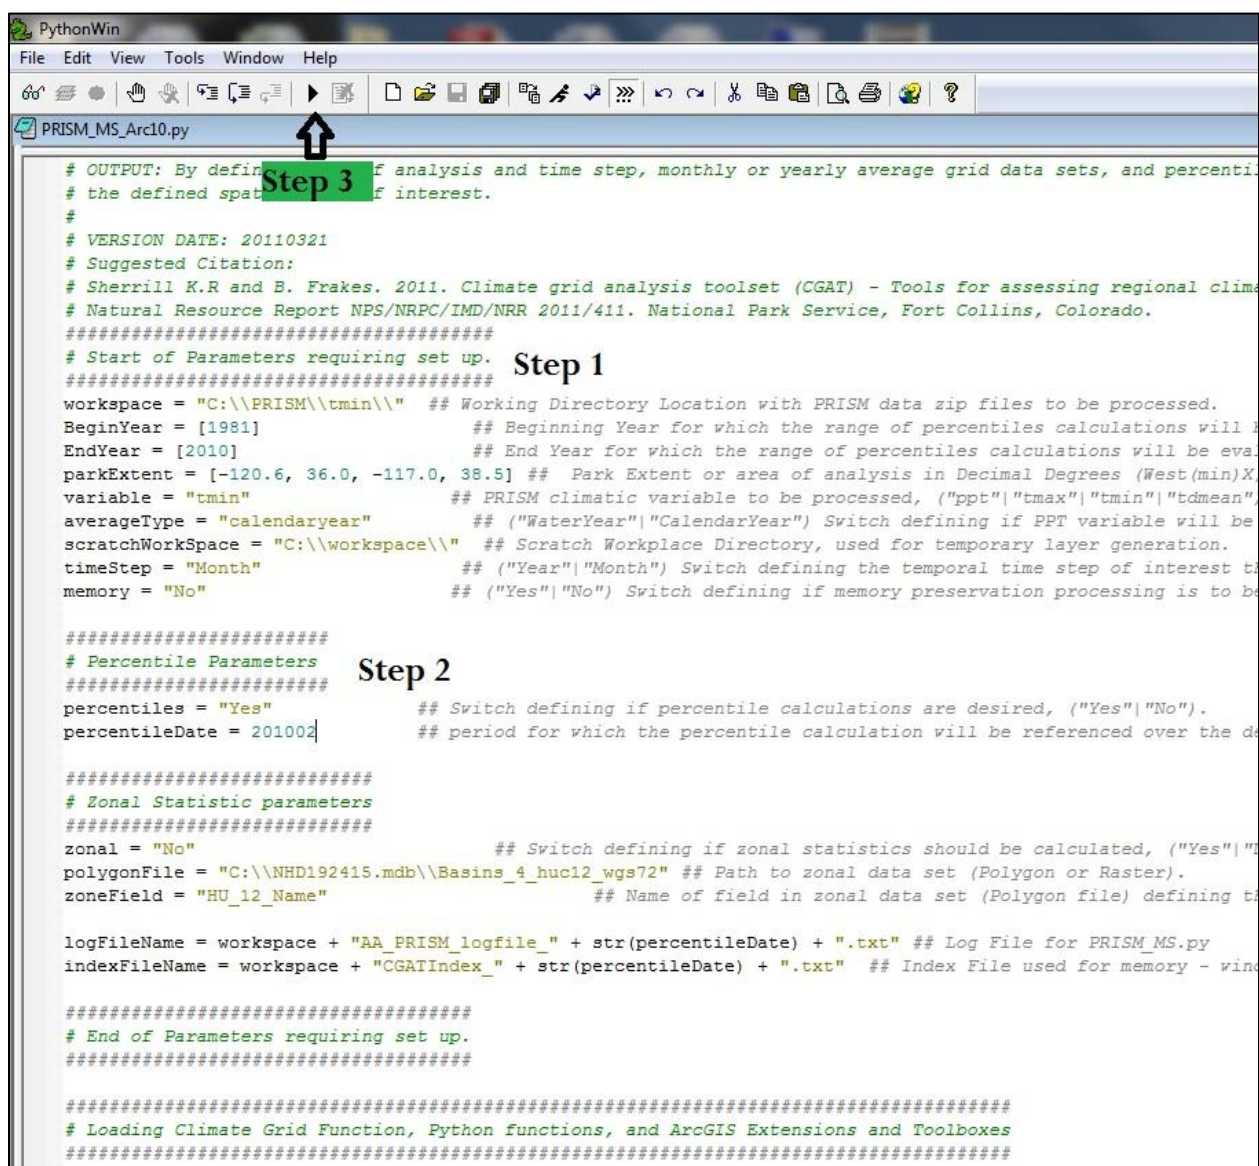 PythonWin
File Edit View Tools Window Help
PRISM_MS_Arc10.py
# OUTPUT: By defin f analysis and time step, monthly or yearly average grid data sets, and percenti
Step 3
# the defined spat f interest.
#
# VERSION DATE: 20110321
# Suggested Citation:
# Sherrill K.R and B. Frakes. 2011. Climate grid analysis toolset (CGAT) - Tools for assessing regional clima
# Natural Resource Report NPS/NRPC/IMD/NRR 2011/411. National Park Service, Fort Collins, Colorado.
#######################################
# Start of Parameters requiring set up.
Step 1
#######################################
workspace = "C:\\PRISM\\tmin\\" ## Working Directory Location with PRISM data zip files to be processed.
BeginYear = [1981] ## Beginning Year for which the range of percentiles calculations will
EndYear = [2010] ## End Year for which the range of percentiles calculations will be eval
parkExtent = [-120.6, 36.0, -117.0, 38.5] ## Park Extent or area of analysis in Decimal Degrees (West(min)X,
variable = "tmin" ## PRISM climatic variable to be processed, ("ppt"|"tmax"|"tmin"|"tdmean"
averageType = "calendaryear" ## ("WaterYear"|"CalendarYear") Switch defining if PPT variable will be
scratchWorkSpace = "C:\\workspace\\" ## Scratch Workplace Directory, used for temporary layer generation.
timeStep = "Month" ## ("Year"|"Month") Switch defining the temporal time step of interest t
memory = "No" ## ("Yes"|"No") Switch defining if memory preservation processing is to be
########################
# Percentile Parameters
Step 2
########################
percentiles = "Yes" ## Switch defining if percentile calculations are desired, ("Yes"|"No").
percentileDate = 201002 ## period for which the percentile calculation will be referenced over the de
############################
# Zonal Statistic parameters
############################
zonal = "No" ## Switch defining if zonal statistics should be calculated, ("Yes"|"
polygonFile = "C:\\NHD192415.mdb\\Basins_4_huc12_wgs72" ## Path to zonal data set (Polygon or Raster).
zoneField = "HU_12_Name" ## Name of field in zonal data set (Polygon file) defining t
logFileName = workspace + "AA_PRISM_logfile_" + str(percentileDate) + ".txt" ## Log File for PRISM_MS.py
indexFileName = workspace + "CGATIndex_" + str(percentileDate) + ".txt" ## Index File used for memory - wind
#####################################
# End of Parameters requiring set up.
#####################################
######################################################################################
# Loading Climate Grid Function, Python functions, and ArcGIS Extensions and Toolboxes
######################################################################################